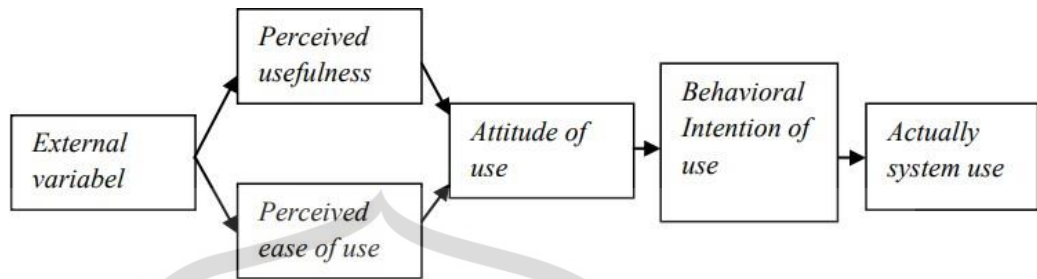 External
variabel
Perceived
usefulness
Perceived
ease of use
Attitude of
use
Behavioral
Intention of
use
Actually
system use